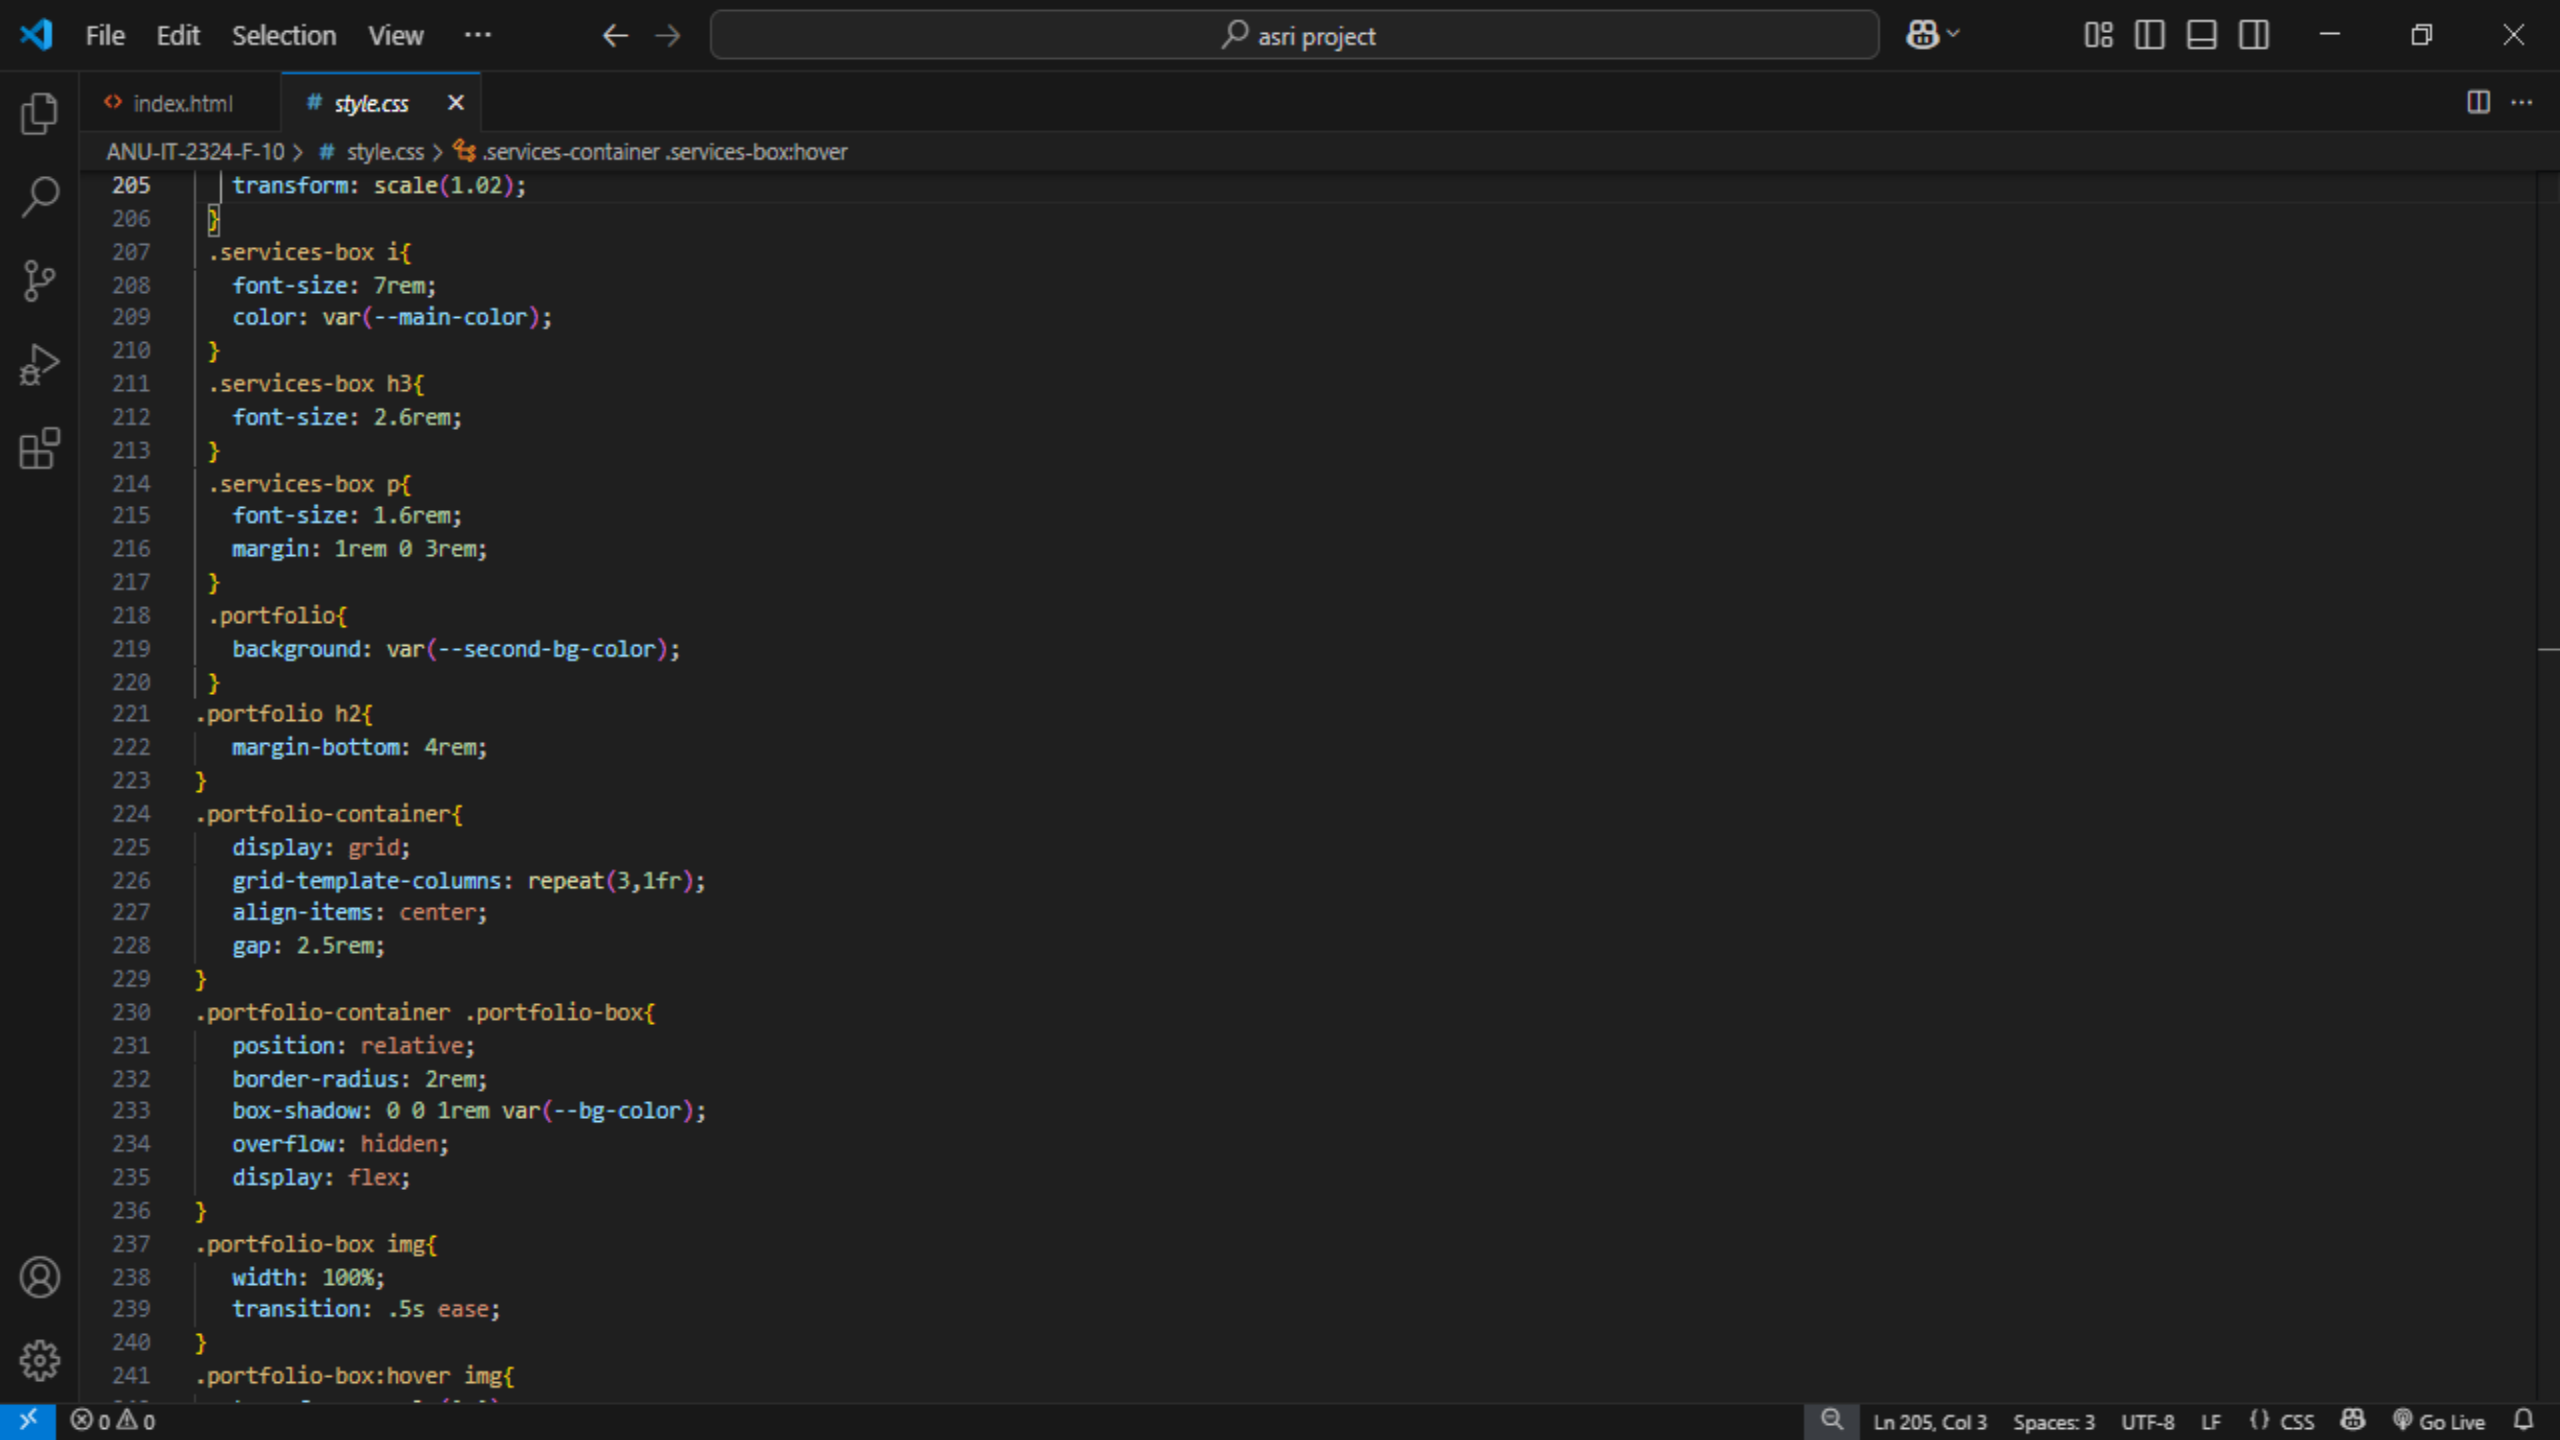 File Edit Selection View ··· asri project
index.html # style.css
ANU-IT-2324-F-10 > # style.css > .services-container .services-box:hover
205 transform: scale(1.02);
206 }
207 .services-box i{
208 font-size: 7rem;
209 color: var(--main-color);
210 }
211 .services-box h3{
212 font-size: 2.6rem;
213 }
214 .services-box p{
215 font-size: 1.6rem;
216 margin: 1rem 0 3rem;
217 }
218 .portfolio{
219 background: var(--second-bg-color);
220 }
221 .portfolio h2{
222 margin-bottom: 4rem;
223 }
224 .portfolio-container{
225 display: grid;
226 grid-template-columns: repeat(3,1fr);
227 align-items: center;
228 gap: 2.5rem;
229 }
230 .portfolio-container .portfolio-box{
231 position: relative;
232 border-radius: 2rem;
233 box-shadow: 0 0 1rem var(--bg-color);
234 overflow: hidden;
235 display: flex;
236 }
237 .portfolio-box img{
238 width: 100%;
239 transition: .5s ease;
240 }
241 .portfolio-box:hover img{
0 0 Ln 205, Col 3 Spaces: 3 UTF-8 LF {} CSS Go Live